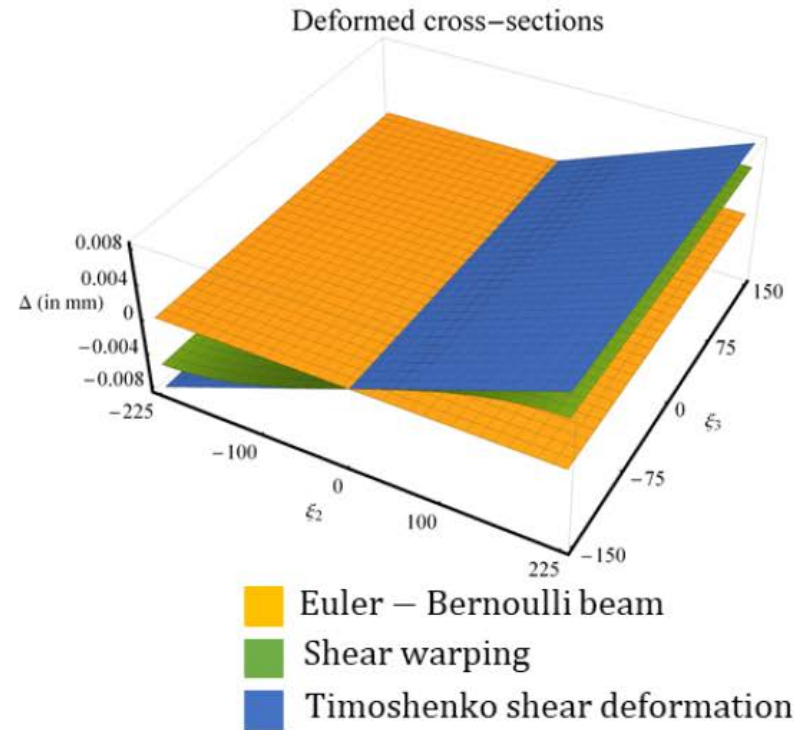 Deformed cross−sections
0.008
0.004
Δ (in mm)
0
−0.004
−0.008
−225
−100
0
ξ2
100
225
−150
−75
0
ξ3
75
150
Euler − Bernoulli beam
Shear warping
Timoshenko shear deformation